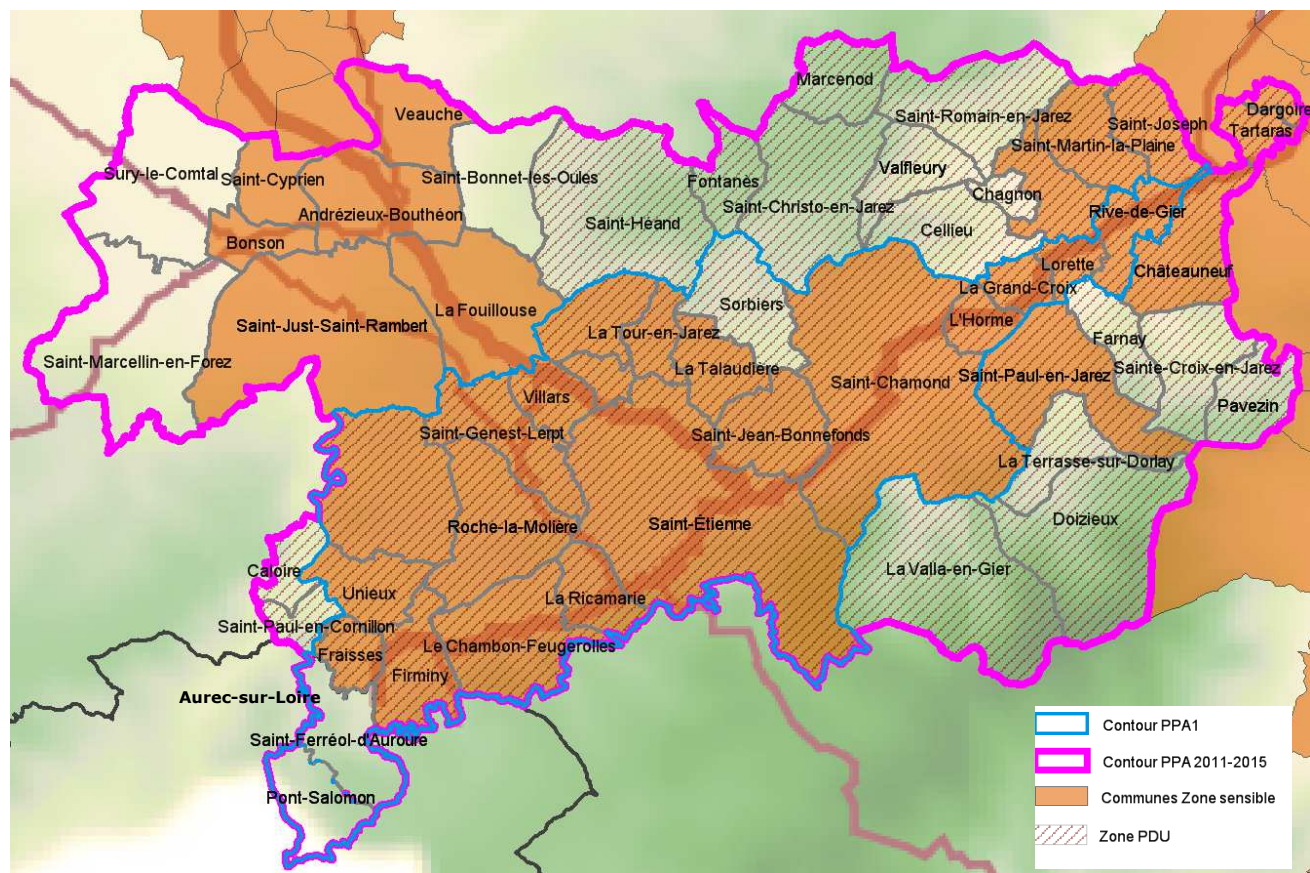 Marcenod
Veauche
Dargoire
Saint-Romain-en-Jarez
Saint-Joseph
Tartaras
Saint-Martin-la-Plaine
Sury-le-Comtal
Saint-Cyprien
Saint-Bonnet-les-Oules
Fontanès
Valfleury
Chagnon
Andrézieux-Bouthéon
Saint-Héand
Saint-Christo-en-Jarez
Rive-de-Gier
Bonson
Cellieu
Lorette
Châteauneuf
La Grand-Croix
Sorbiers
La Fouillouse
L'Horme
Saint-Just-Saint-Rambert
La Tour-en-Jarez
Farnay
Saint-Marcellin-en-Forez
La Talaudière
Sainte-Croix-en-Jarez
Saint-Chamond
Saint-Paul-en-Jarez
Villars
Pavezin
Saint-Genest-Lerpt
Saint-Jean-Bonnefonds
La Terrasse-sur-Dorlay
Roche-la-Molière
Saint-Étienne
Doizieux
Caloire
La Valla-en-Gier
Unieux
La Ricamarie
Saint-Paul-en-Cornillon
Le Chambon-Feugerolles
Fraisses
Firminy
Aurec-sur-Loire
Saint-Ferréol-d'Auroure
Pont-Salomon
Contour PPA1
Contour PPA 2011-2015
Communes Zone sensible
Zone PDU